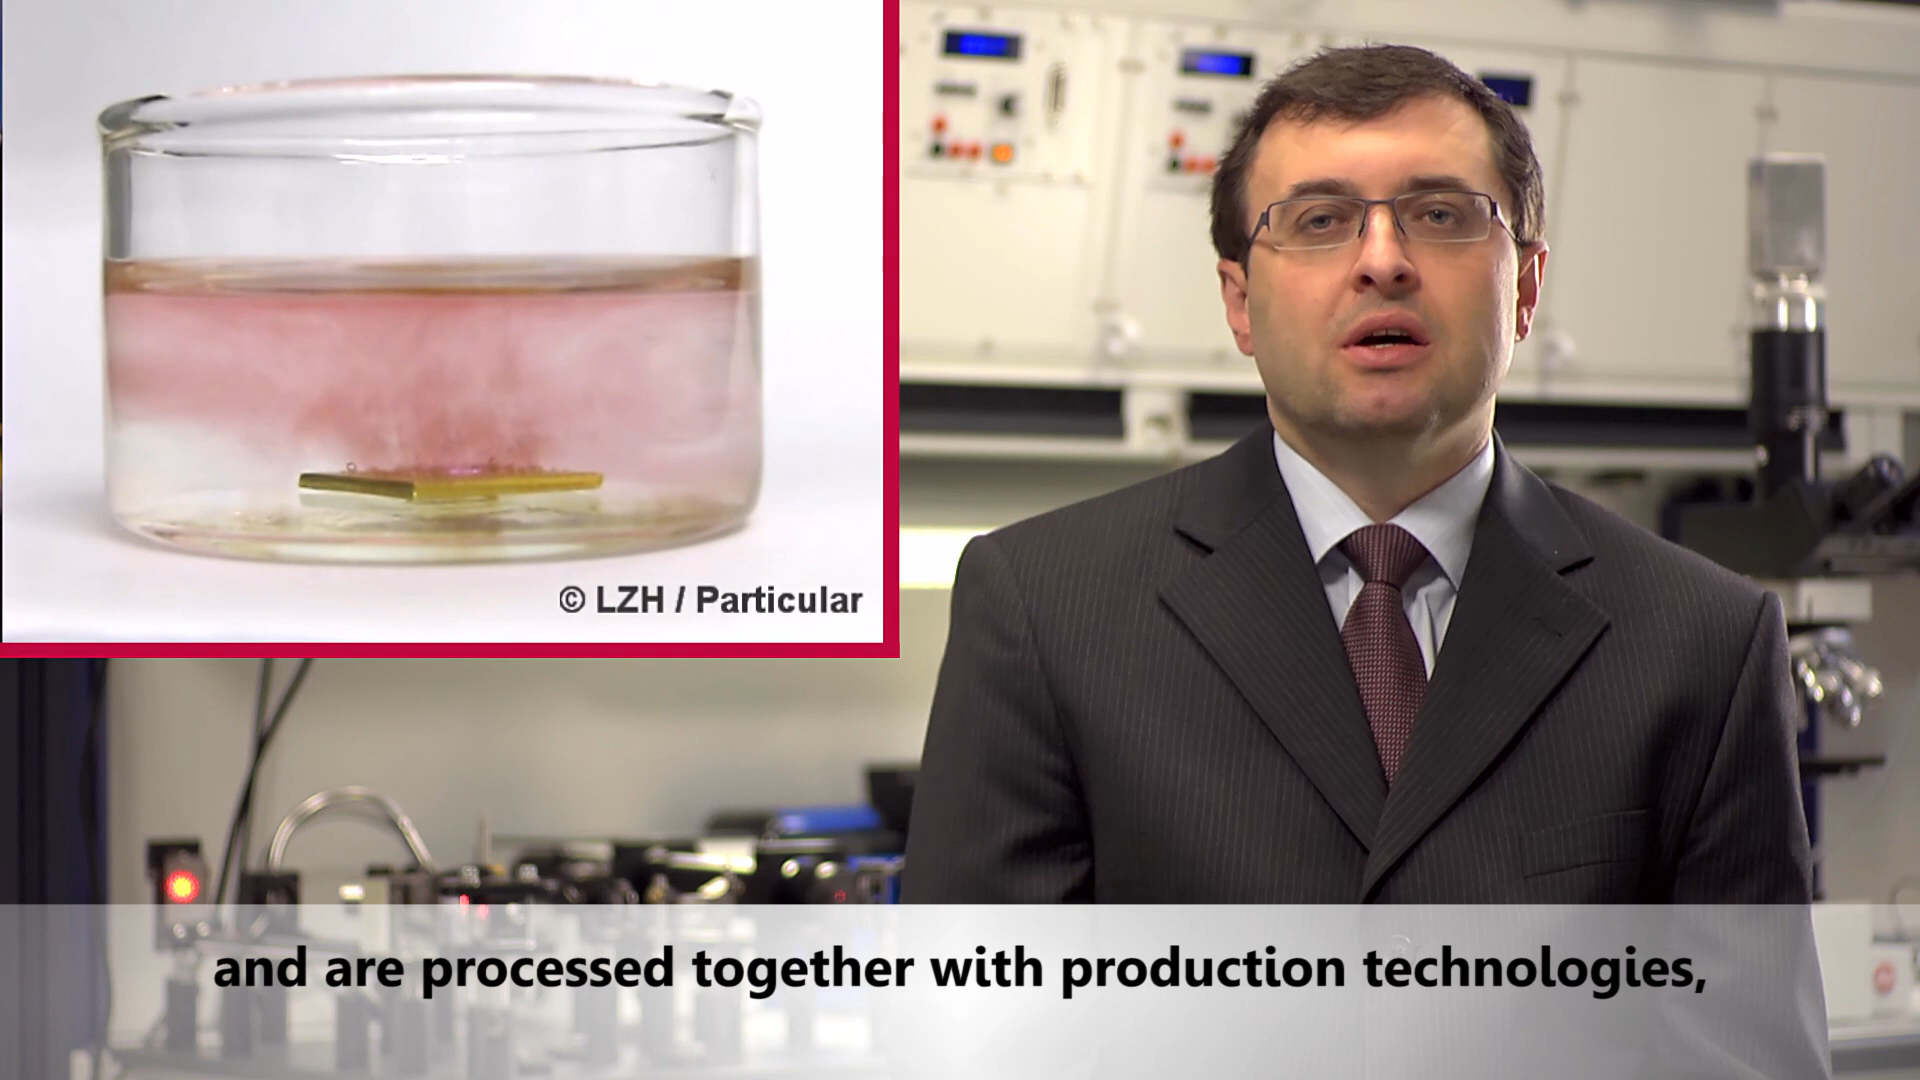 © LZH / Particular
and are processed together with production technologies,